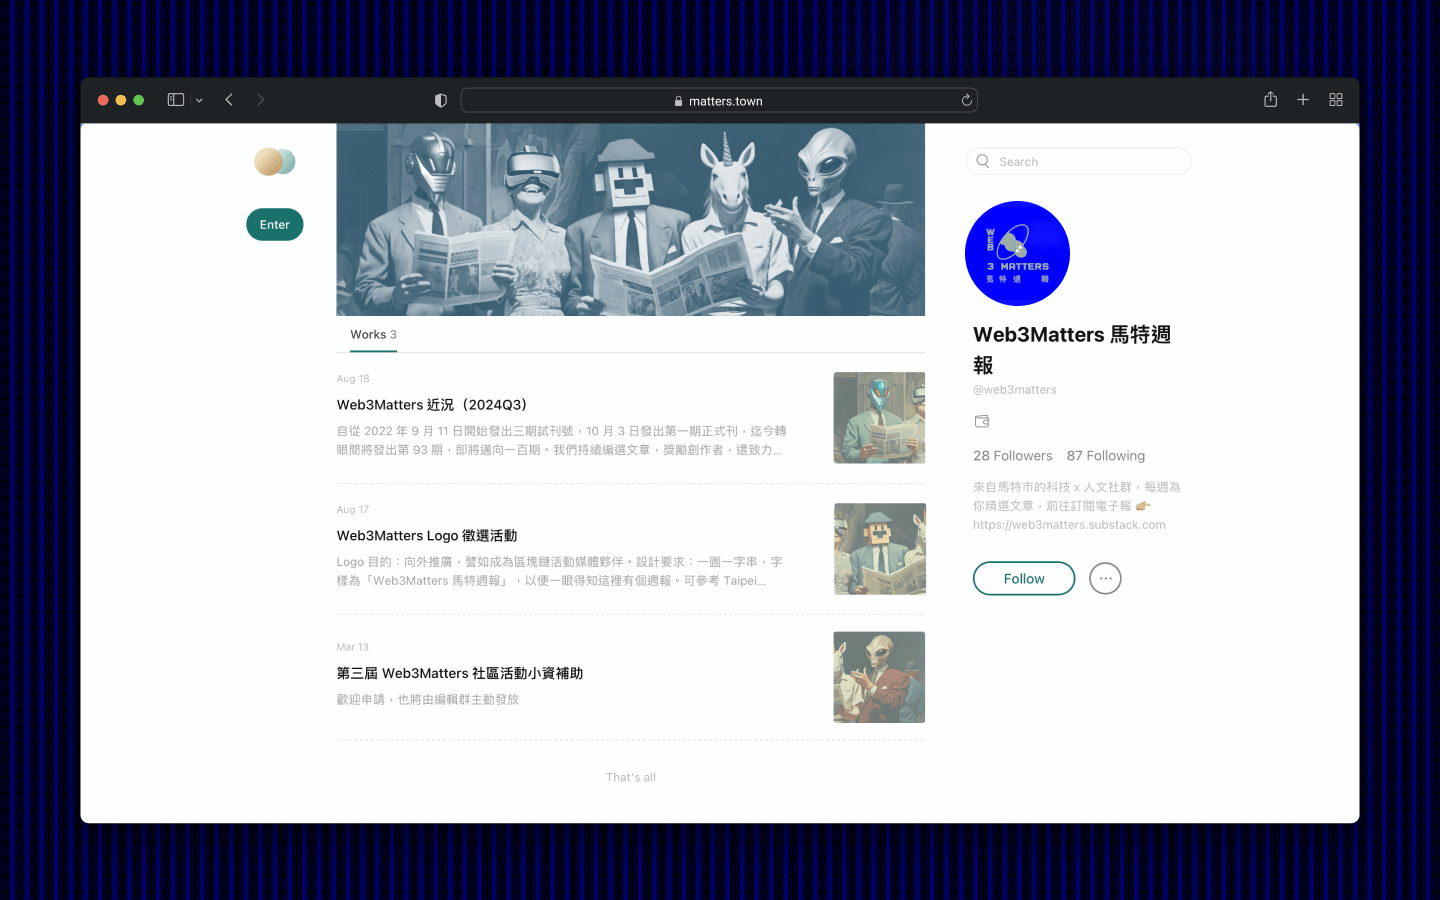 matters.town
Enter
Works 3
Aug 18
Web3Matters 近況（2024Q3）
自從 2022 年 9 月 11 日開始發出三期試刊號，10 月 3 日發出第一期正式刊，迄今轉
眼間將發出第 93 期，即將邁向一百期。我們持續編選文章，獎勵創作者，還致力...
Aug 17
Web3Matters Logo 徵選活動
Logo 目的：向外推廣，譬如成為區塊鏈活動媒體夥伴。設計要求：一圖一字串，字
樣為「Web3Matters 馬特週報」，以便一眼得知這裡有個週報。可參考 Taipei...
Mar 13
第三屆 Web3Matters 社區活動小資補助
歡迎申請，也將由編輯群主動發放
That's all
Search
WEB
3 MATTERS
馬特週報
Web3Matters 馬特週
報
@web3matters
28 Followers 87 Following
來自馬特市的科技 x 人文社群，每週為
你精選文章，前往訂閱電子報 👉
https://web3matters.substack.com
Follow